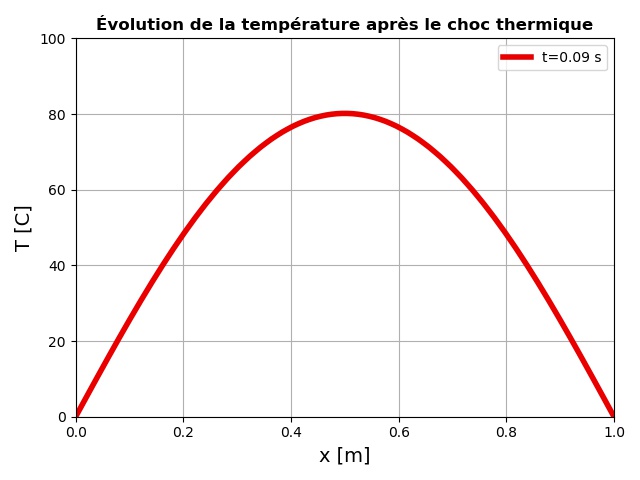 Évolution de la température après le choc thermique
t=0.09 s
100
80
60
40
20
0
T [C]
0.0 0.2 0.4 0.6 0.8 1.0
x [m]